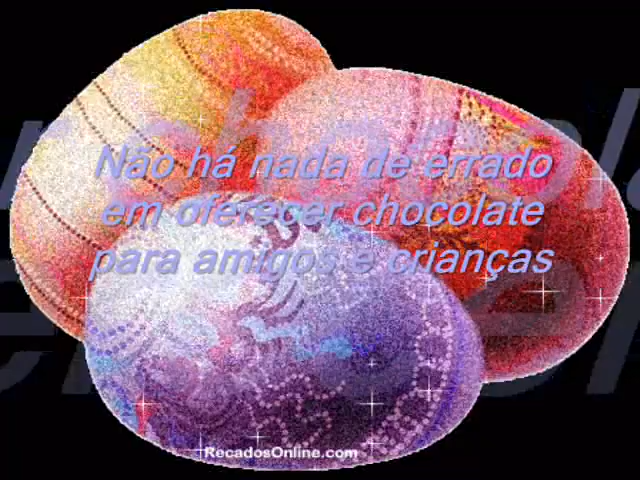 Não há nada de errado
em oferecer chocolate
para amigos e crianças
RecadosOnline.com